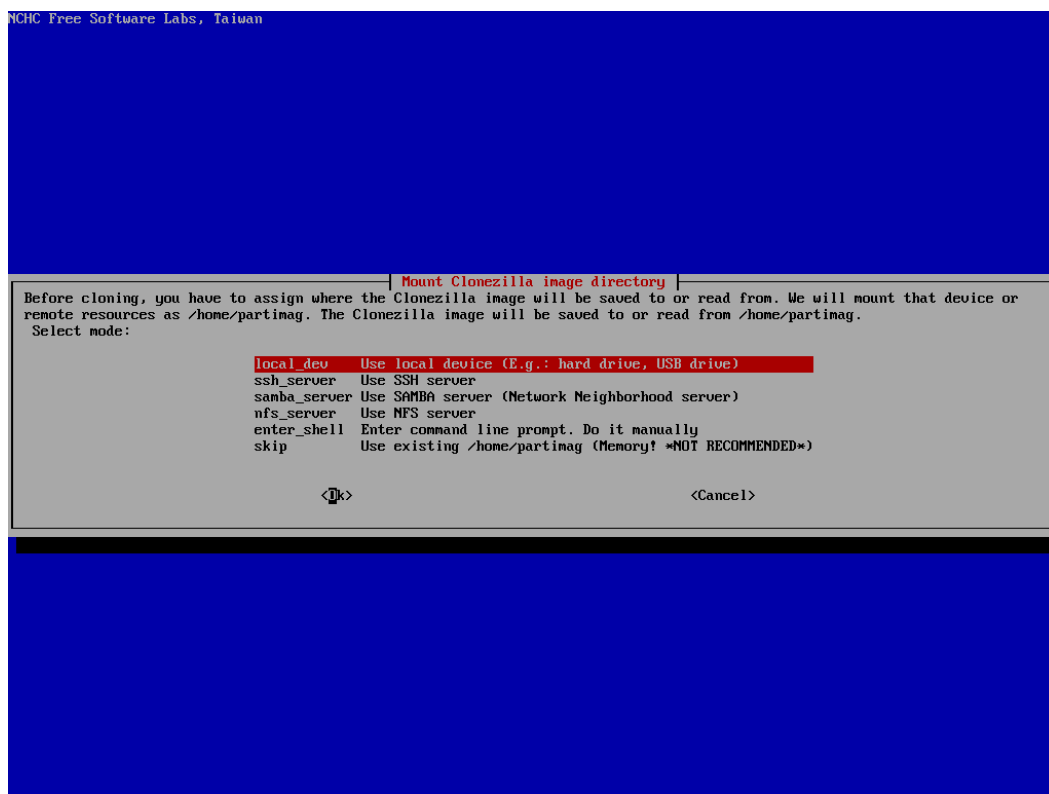 NCHC Free Software Labs, Taiwan
Mount Clonezilla image directory
Before cloning, you have to assign where the Clonezilla image will be saved to or read from. We will mount that device or
remote resources as /home/partimag. The Clonezilla image will be saved to or read from /home/partimag.
Select mode:
local_dev Use local device (E.g.: hard drive, USB drive)
ssh_server Use SSH server
samba_server Use SAMBA server (Network Neighborhood server)
nfs_server Use NFS server
enter_shell Enter command line prompt. Do it manually
skip Use existing /home/partimag (Memory! *NOT RECOMMENDED*)
<Ok> <Cancel>